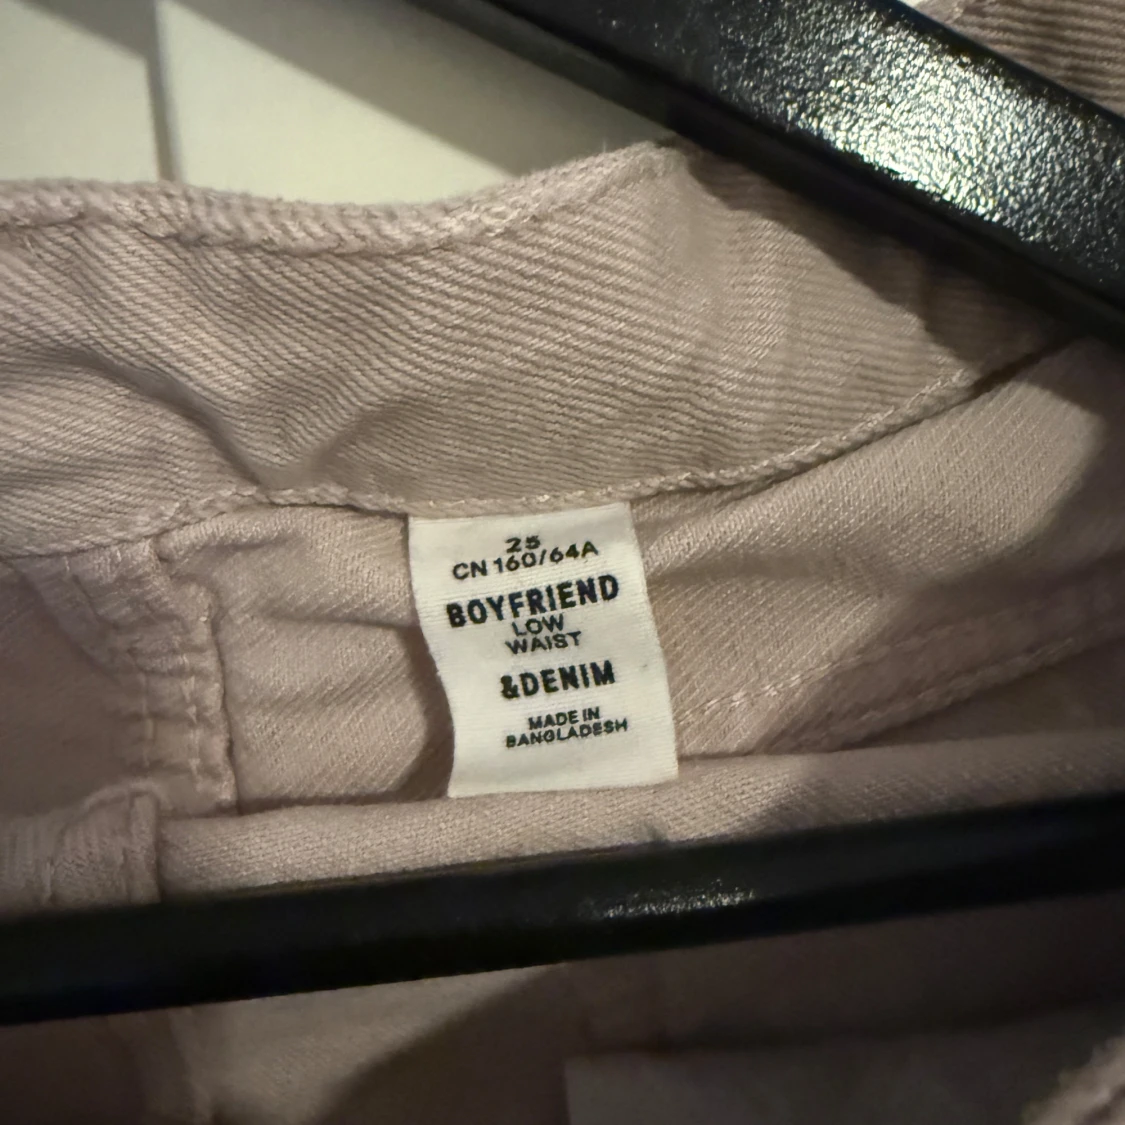 25
CN 160/64A
BOYFRIEND
LOW
WAIST
&DENIM
MADE IN
BANGLADESH